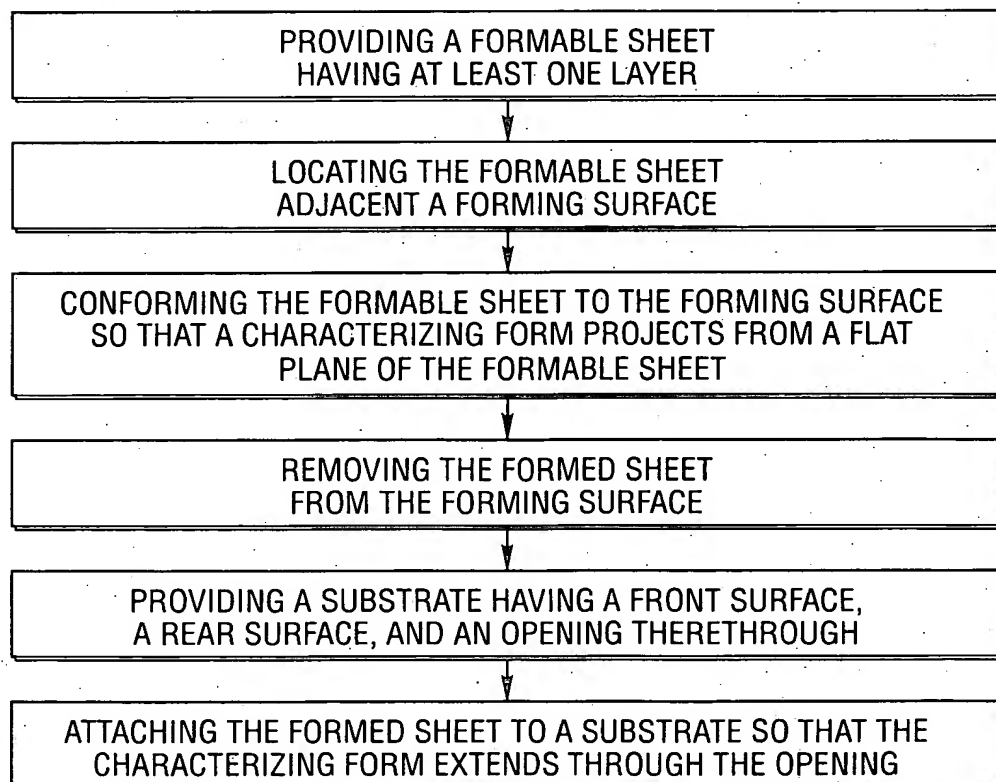 PROVIDING A FORMABLE SHEET
HAVING AT LEAST ONE LAYER
LOCATING THE FORMABLE SHEET
ADJACENT A FORMING SURFACE
CONFORMING THE FORMABLE SHEET TO THE FORMING SURFACE
SO THAT A CHARACTERIZING FORM PROJECTS FROM A FLAT
PLANE OF THE FORMABLE SHEET
REMOVING THE FORMED SHEET
FROM THE FORMING SURFACE
PROVIDING A SUBSTRATE HAVING A FRONT SURFACE,
A REAR SURFACE, AND AN OPENING THERETHROUGH
ATTACHING THE FORMED SHEET TO A SUBSTRATE SO THAT THE
CHARACTERIZING FORM EXTENDS THROUGH THE OPENING